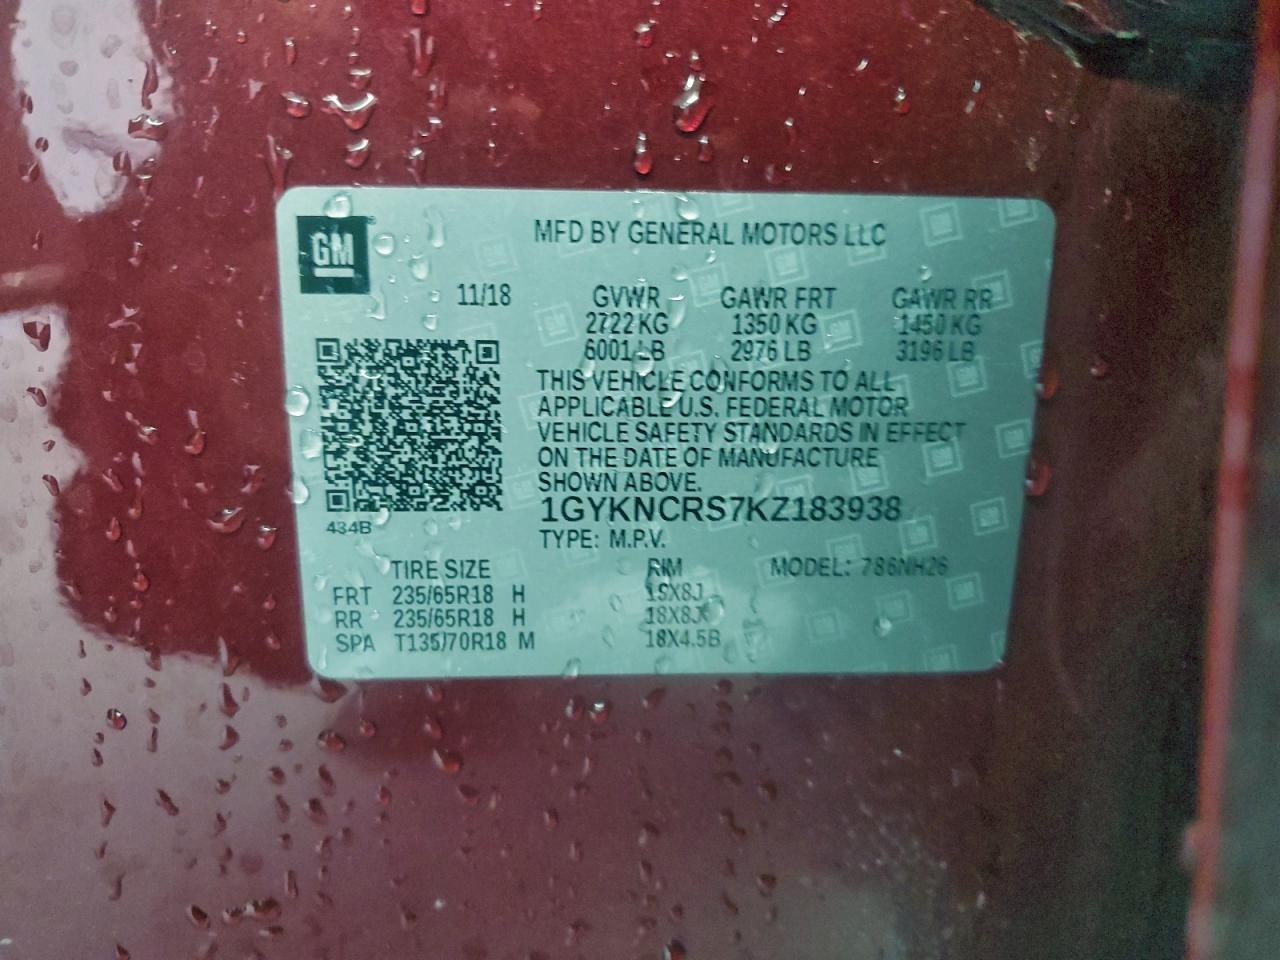 GM
MFD BY GENERAL MOTORS LLC
11/18 GVWR GAWR FRT GAWR RR
2722 KG 1350 KG 1450 KG
6001 LB 2976 LB 3196 LB
THIS VEHICLE CONFORMS TO ALL
APPLICABLE U.S. FEDERAL MOTOR
VEHICLE SAFETY STANDARDS IN EFFECT
ON THE DATE OF MANUFACTURE
SHOWN ABOVE.
1GYKNCRS7KZ183938
434B
TYPE: M.P.V.
TIRE SIZE RIM MODEL: 786NH26
FRT 235/65R18 H
RR 235/65R18 H 18X8J
SPA T135/70R18 M 18X4.5B